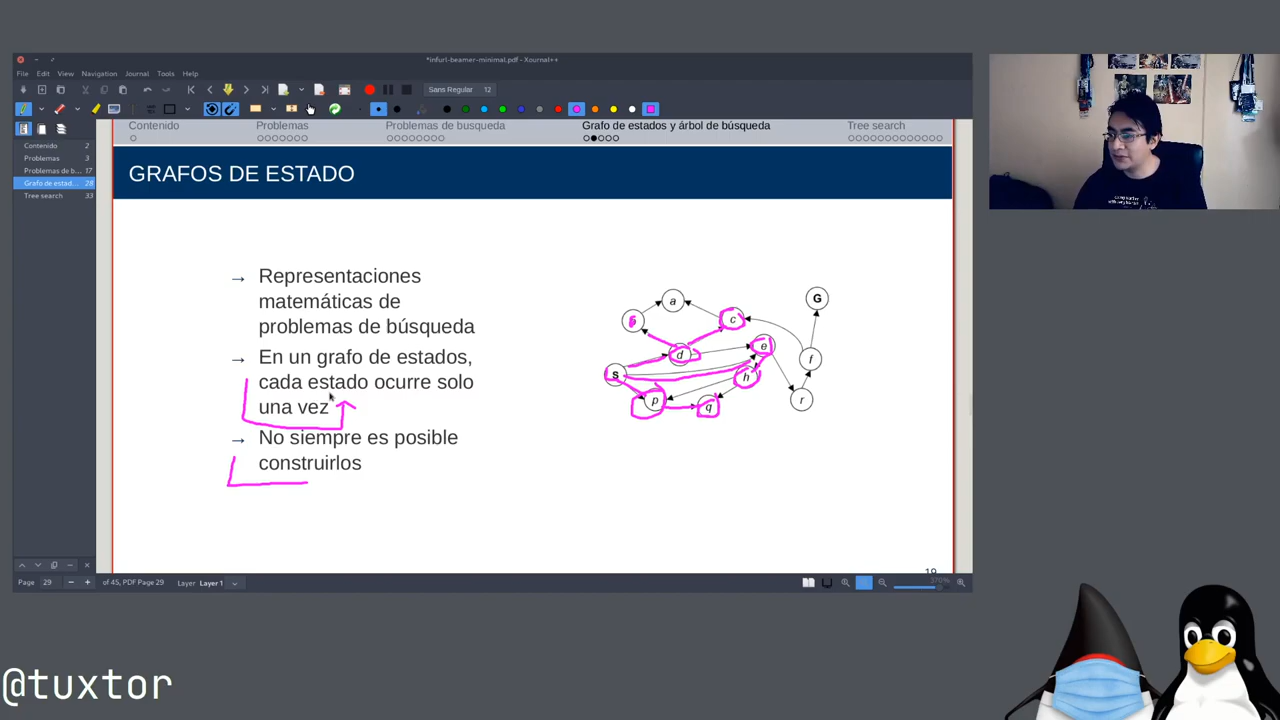 *infurl-beamer-minimal.pdf - Xournal++
File Edit View Navigation Journal Tools Help
Sans Regular 12
Contenido 2
Problemas 3
Problemas de b... 17
Grafo de estad... 28
Tree search 33
Contenido Problemas Problemas de busqueda Grafo de estados y árbol de búsqueda Tree search
GRAFOS DE ESTADO
→ Representaciones
matemáticas de
problemas de búsqueda
→ En un grafo de estados,
cada estado ocurre solo
una vez
→ No siempre es posible
construirlos
a
G
b
c
d
e
f
S
h
p
q
r
19
Page 29 of 45, PDF Page 29 Layer Layer 1
370%
@tuxtor